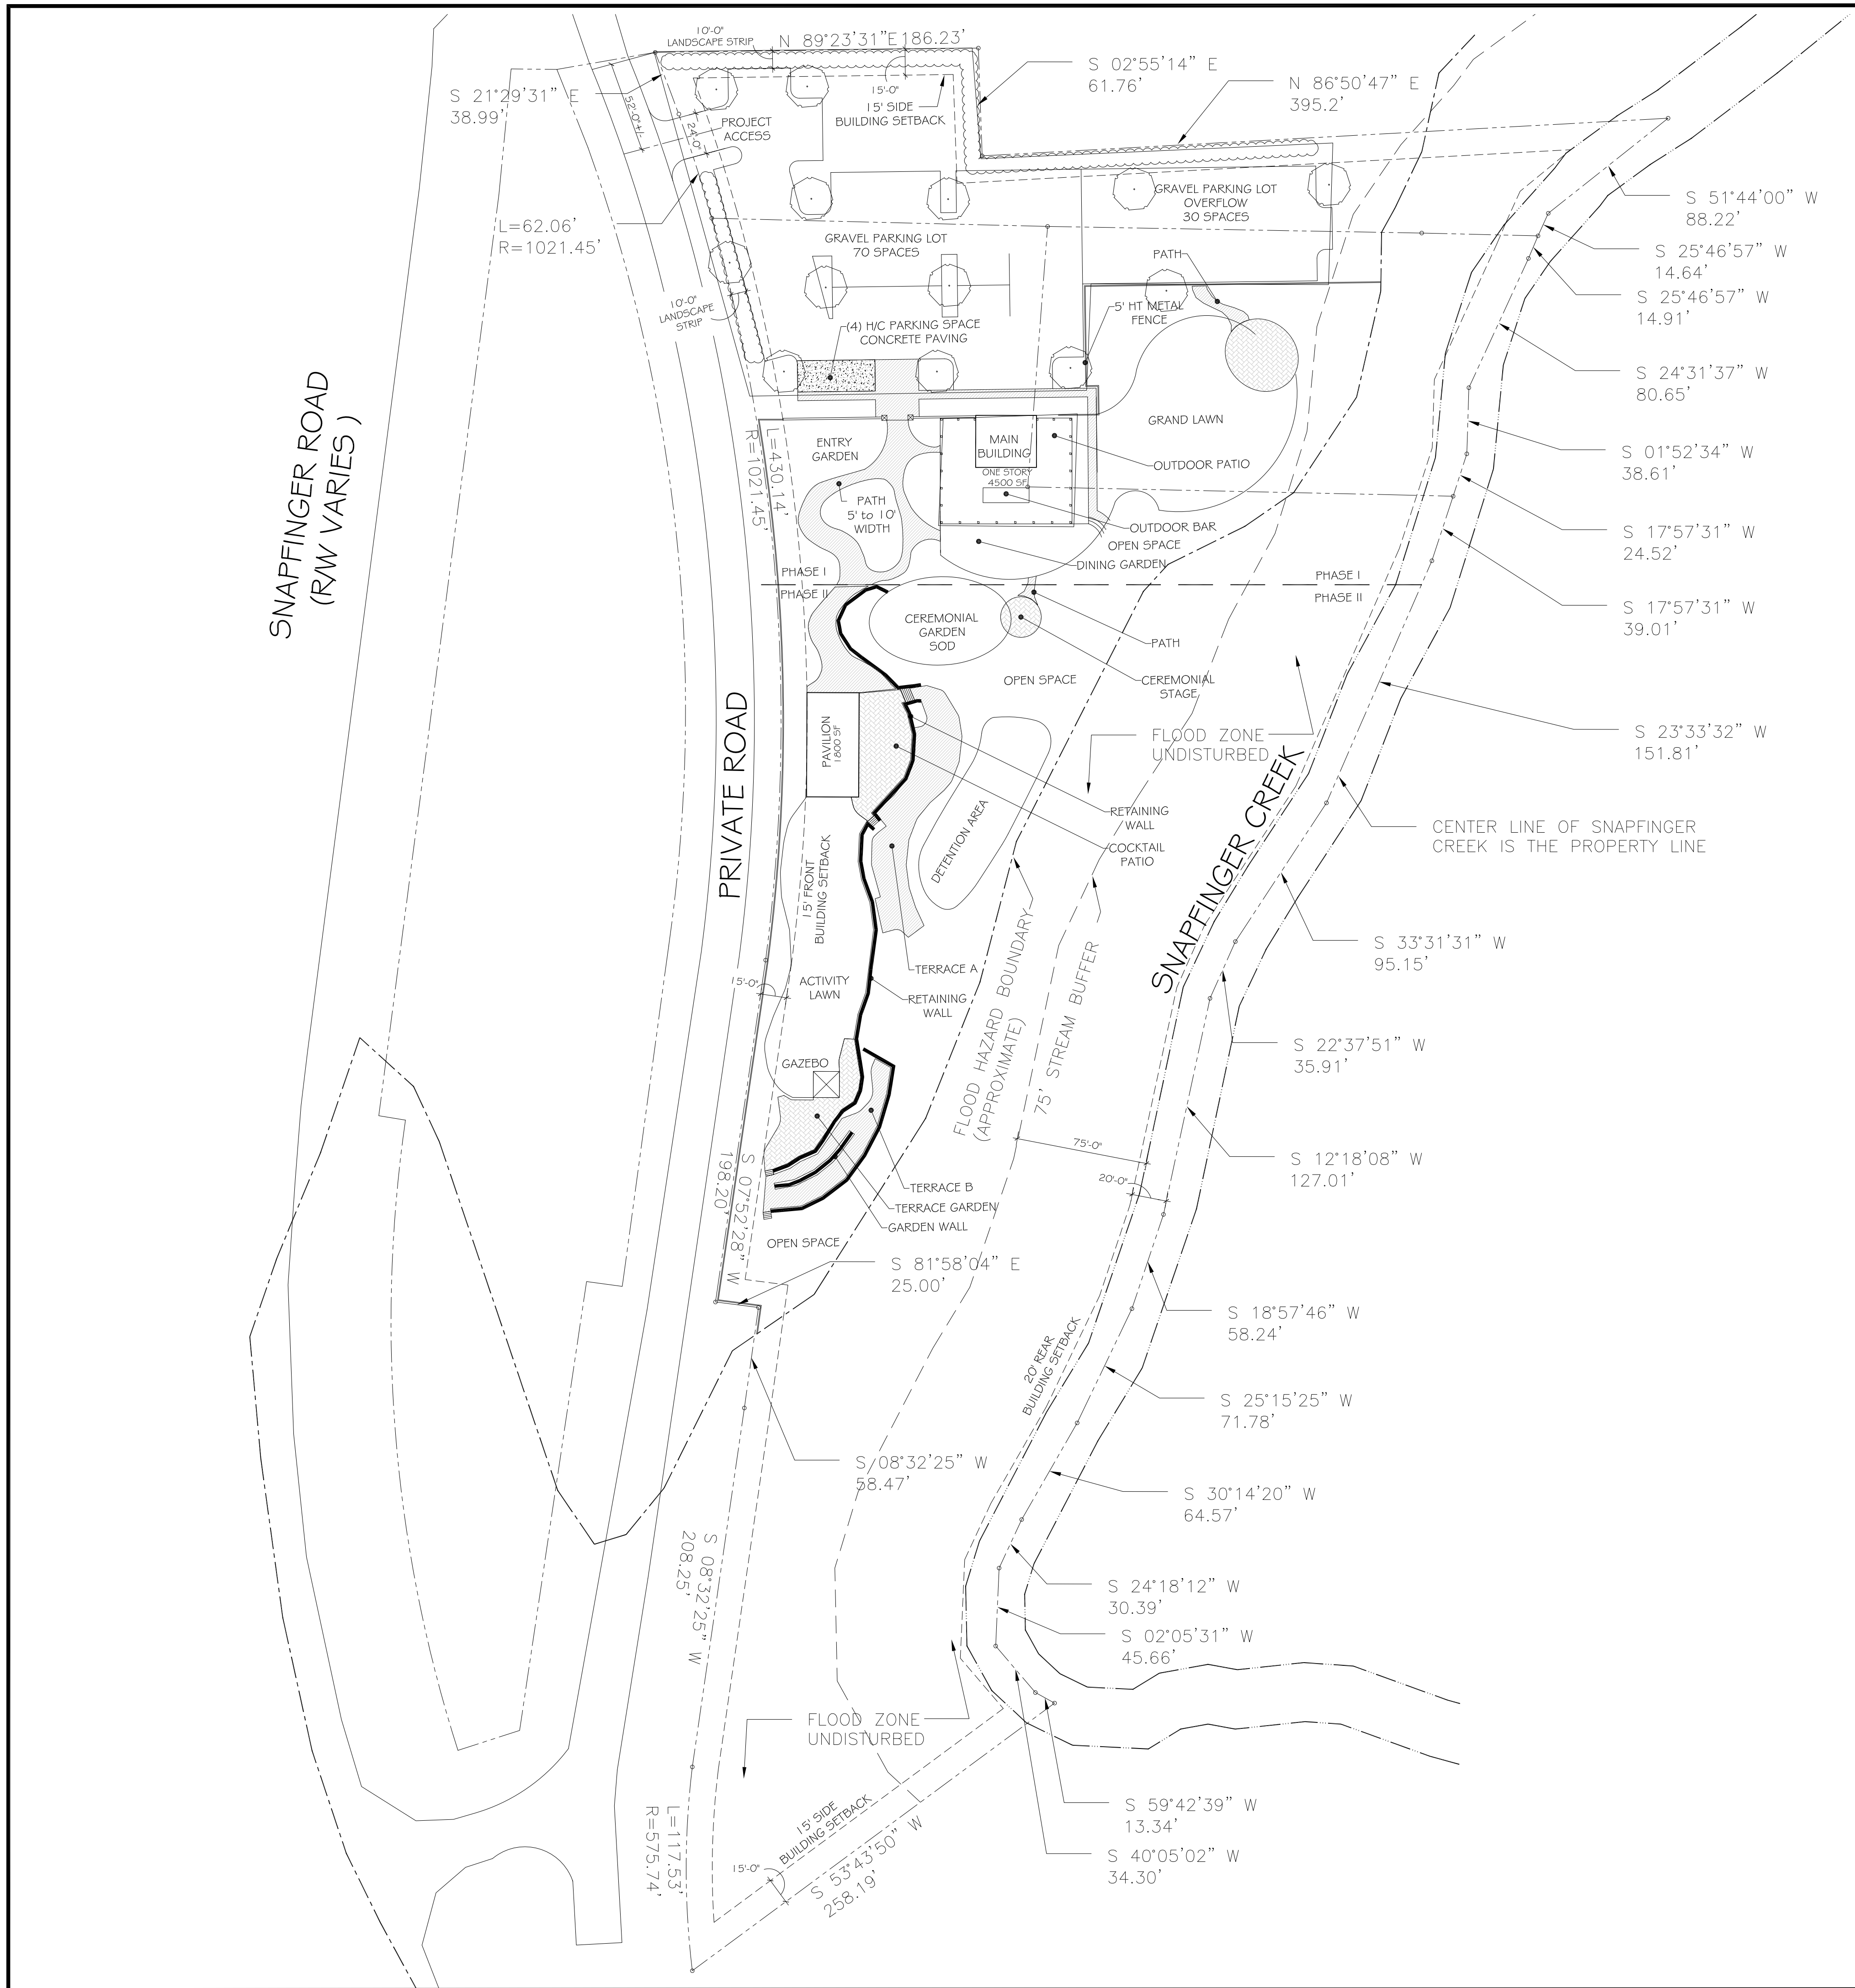 10'-0"
LANDSCAPE STRIP
N 89°23'31"E 186.23'
S 02°55'14" E
61.76'
N 86°50'47" E
395.2'
S 21°29'31" E
38.99'
52'-0"+/-
24'-0"
PROJECT
ACCESS
15'-0"
15' SIDE
BUILDING SETBACK
S 51°44'00" W
88.22'
GRAVEL PARKING LOT
OVERFLOW
30 SPACES
L=62.06'
R=1021.45'
GRAVEL PARKING LOT
70 SPACES
PATH
S 25°46'57" W
14.64'
S 25°46'57" W
14.91'
10'-0"
LANDSCAPE
STRIP
(4) H/C PARKING SPACE
CONCRETE PAVING
5' HT METAL
FENCE
S 24°31'37" W
80.65'
SNAPFINGER ROAD
(R/W VARIES )
L=430.14'
R=1021.45'
ENTRY
GARDEN
MAIN
BUILDING
ONE STORY
4500 SF
GRAND LAWN
OUTDOOR PATIO
S 01°52'34" W
38.61'
PATH
5' to 10'
WIDTH
OUTDOOR BAR
OPEN SPACE
DINING GARDEN
S 17°57'31" W
24.52'
PHASE I
PHASE II
PHASE I
PHASE II
S 17°57'31" W
39.01'
CEREMONIAL
GARDEN
SOD
PATH
OPEN SPACE
CEREMONIAL
STAGE
PRIVATE ROAD
PAVILION
1800 SF
FLOOD ZONE
UNDISTURBED
S 23°33'32" W
151.81'
SNAPFINGER CREEK
RETAINING
WALL
COCKTAIL
PATIO
DETENTION AREA
CENTER LINE OF SNAPFINGER
CREEK IS THE PROPERTY LINE
15' FRONT
BUILDING SETBACK
S 33°31'31" W
95.15'
TERRACE A
15'-0"
ACTIVITY
LAWN
RETAINING
WALL
FLOOD HAZARD BOUNDARY
(APPROXIMATE)
75' STREAM BUFFER
S 22°37'51" W
35.91'
GAZEBO
75'-0"
20'-0"
S 12°18'08" W
127.01'
S 07°52'28" W
198.20'
TERRACE B
TERRACE GARDEN
GARDEN WALL
OPEN SPACE
S 81°58'04" E
25.00'
S 18°57'46" W
58.24'
20' REAR
BUILDING SETBACK
S 25°15'25" W
71.78'
S 08°32'25" W
58.47'
S 30°14'20" W
64.57'
S 08°32'25" W
208.25'
S 24°18'12" W
30.39'
S 02°05'31" W
45.66'
FLOOD ZONE
UNDISTURBED
S 59°42'39" W
13.34'
L=117.53'
R=575.74'
15' SIDE
BUILDING SETBACK
15'-0"
S 53°43'50" W
258.19'
S 40°05'02" W
34.30'